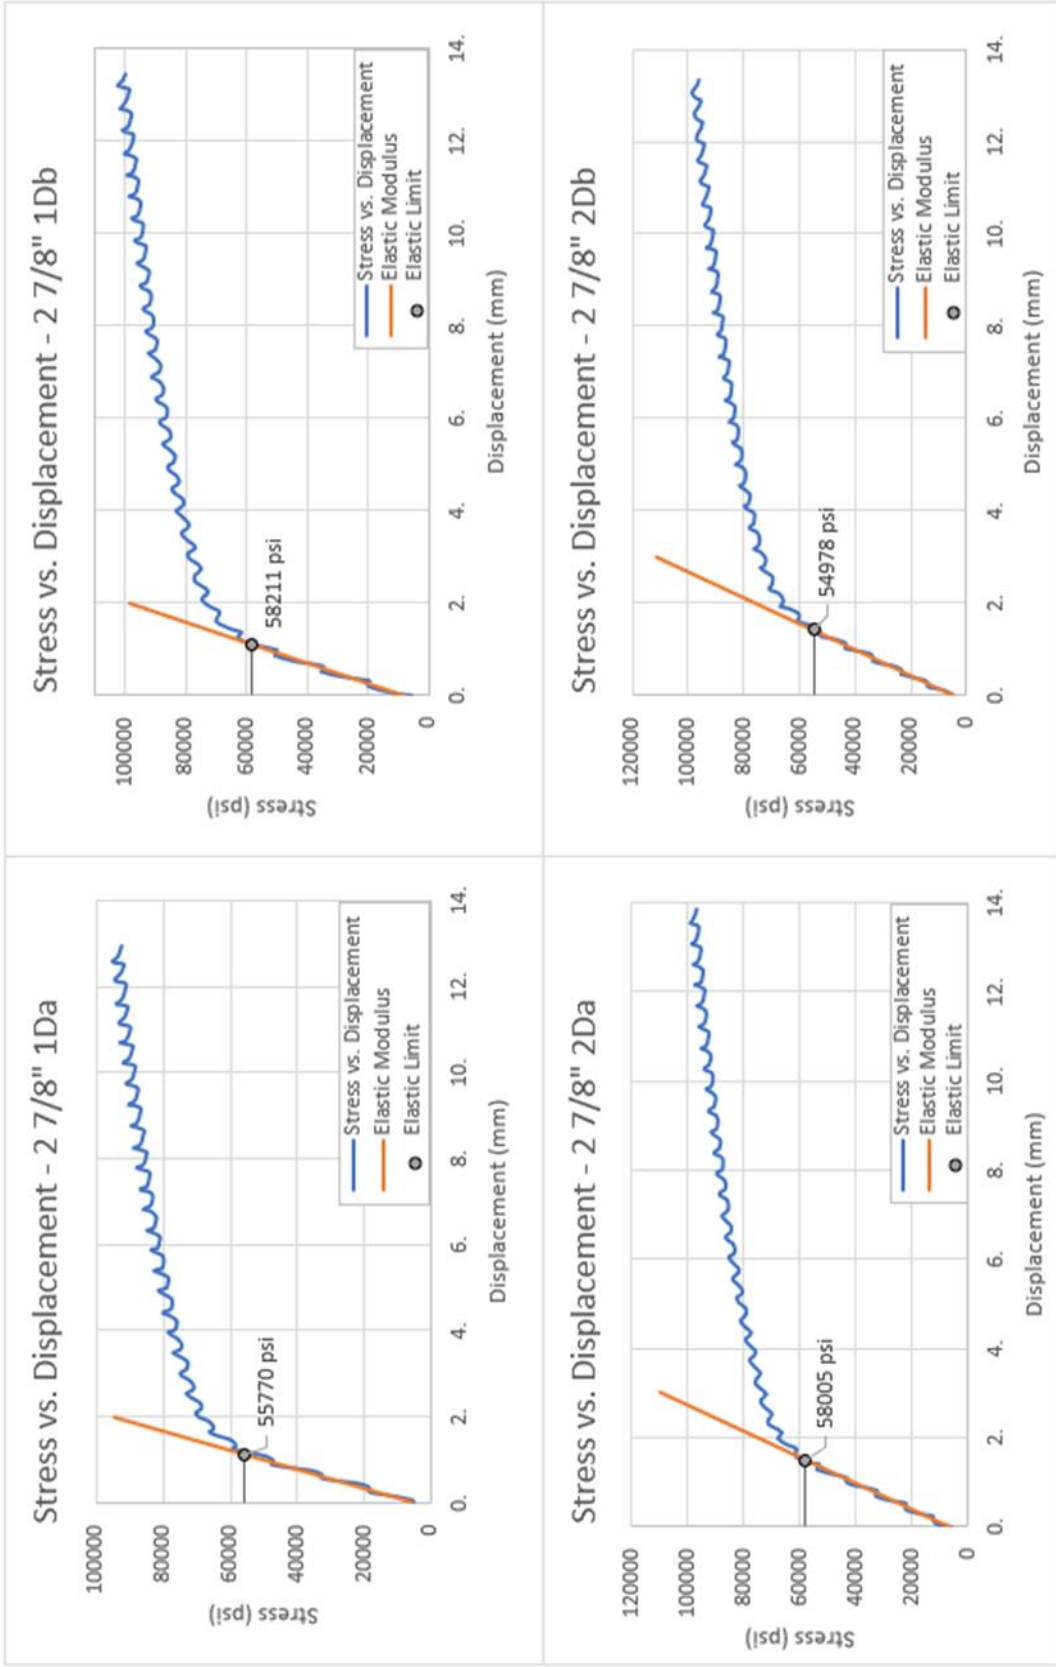 Stress vs. Displacement - 2 7/8" 1Da
100000
80000
60000
40000
20000
0
Stress (psi)
0.
2.
4.
6.
8.
10.
12.
14.
Displacement (mm)
55770 psi
Stress vs. Displacement
Elastic Modulus
Elastic Limit
Stress vs. Displacement - 2 7/8" 1Db
100000
80000
60000
40000
20000
0
Stress (psi)
0.
2.
4.
6.
8.
10.
12.
14.
Displacement (mm)
58211 psi
Stress vs. Displacement
Elastic Modulus
Elastic Limit
Stress vs. Displacement - 2 7/8" 2Da
120000
100000
80000
60000
40000
20000
0
Stress (psi)
0.
2.
4.
6.
8.
10.
12.
14.
Displacement (mm)
58005 psi
Stress vs. Displacement
Elastic Modulus
Elastic Limit
Stress vs. Displacement - 2 7/8" 2Db
120000
100000
80000
60000
40000
20000
0
Stress (psi)
0.
2.
4.
6.
8.
10.
12.
14.
Displacement (mm)
54978 psi
Stress vs. Displacement
Elastic Modulus
Elastic Limit